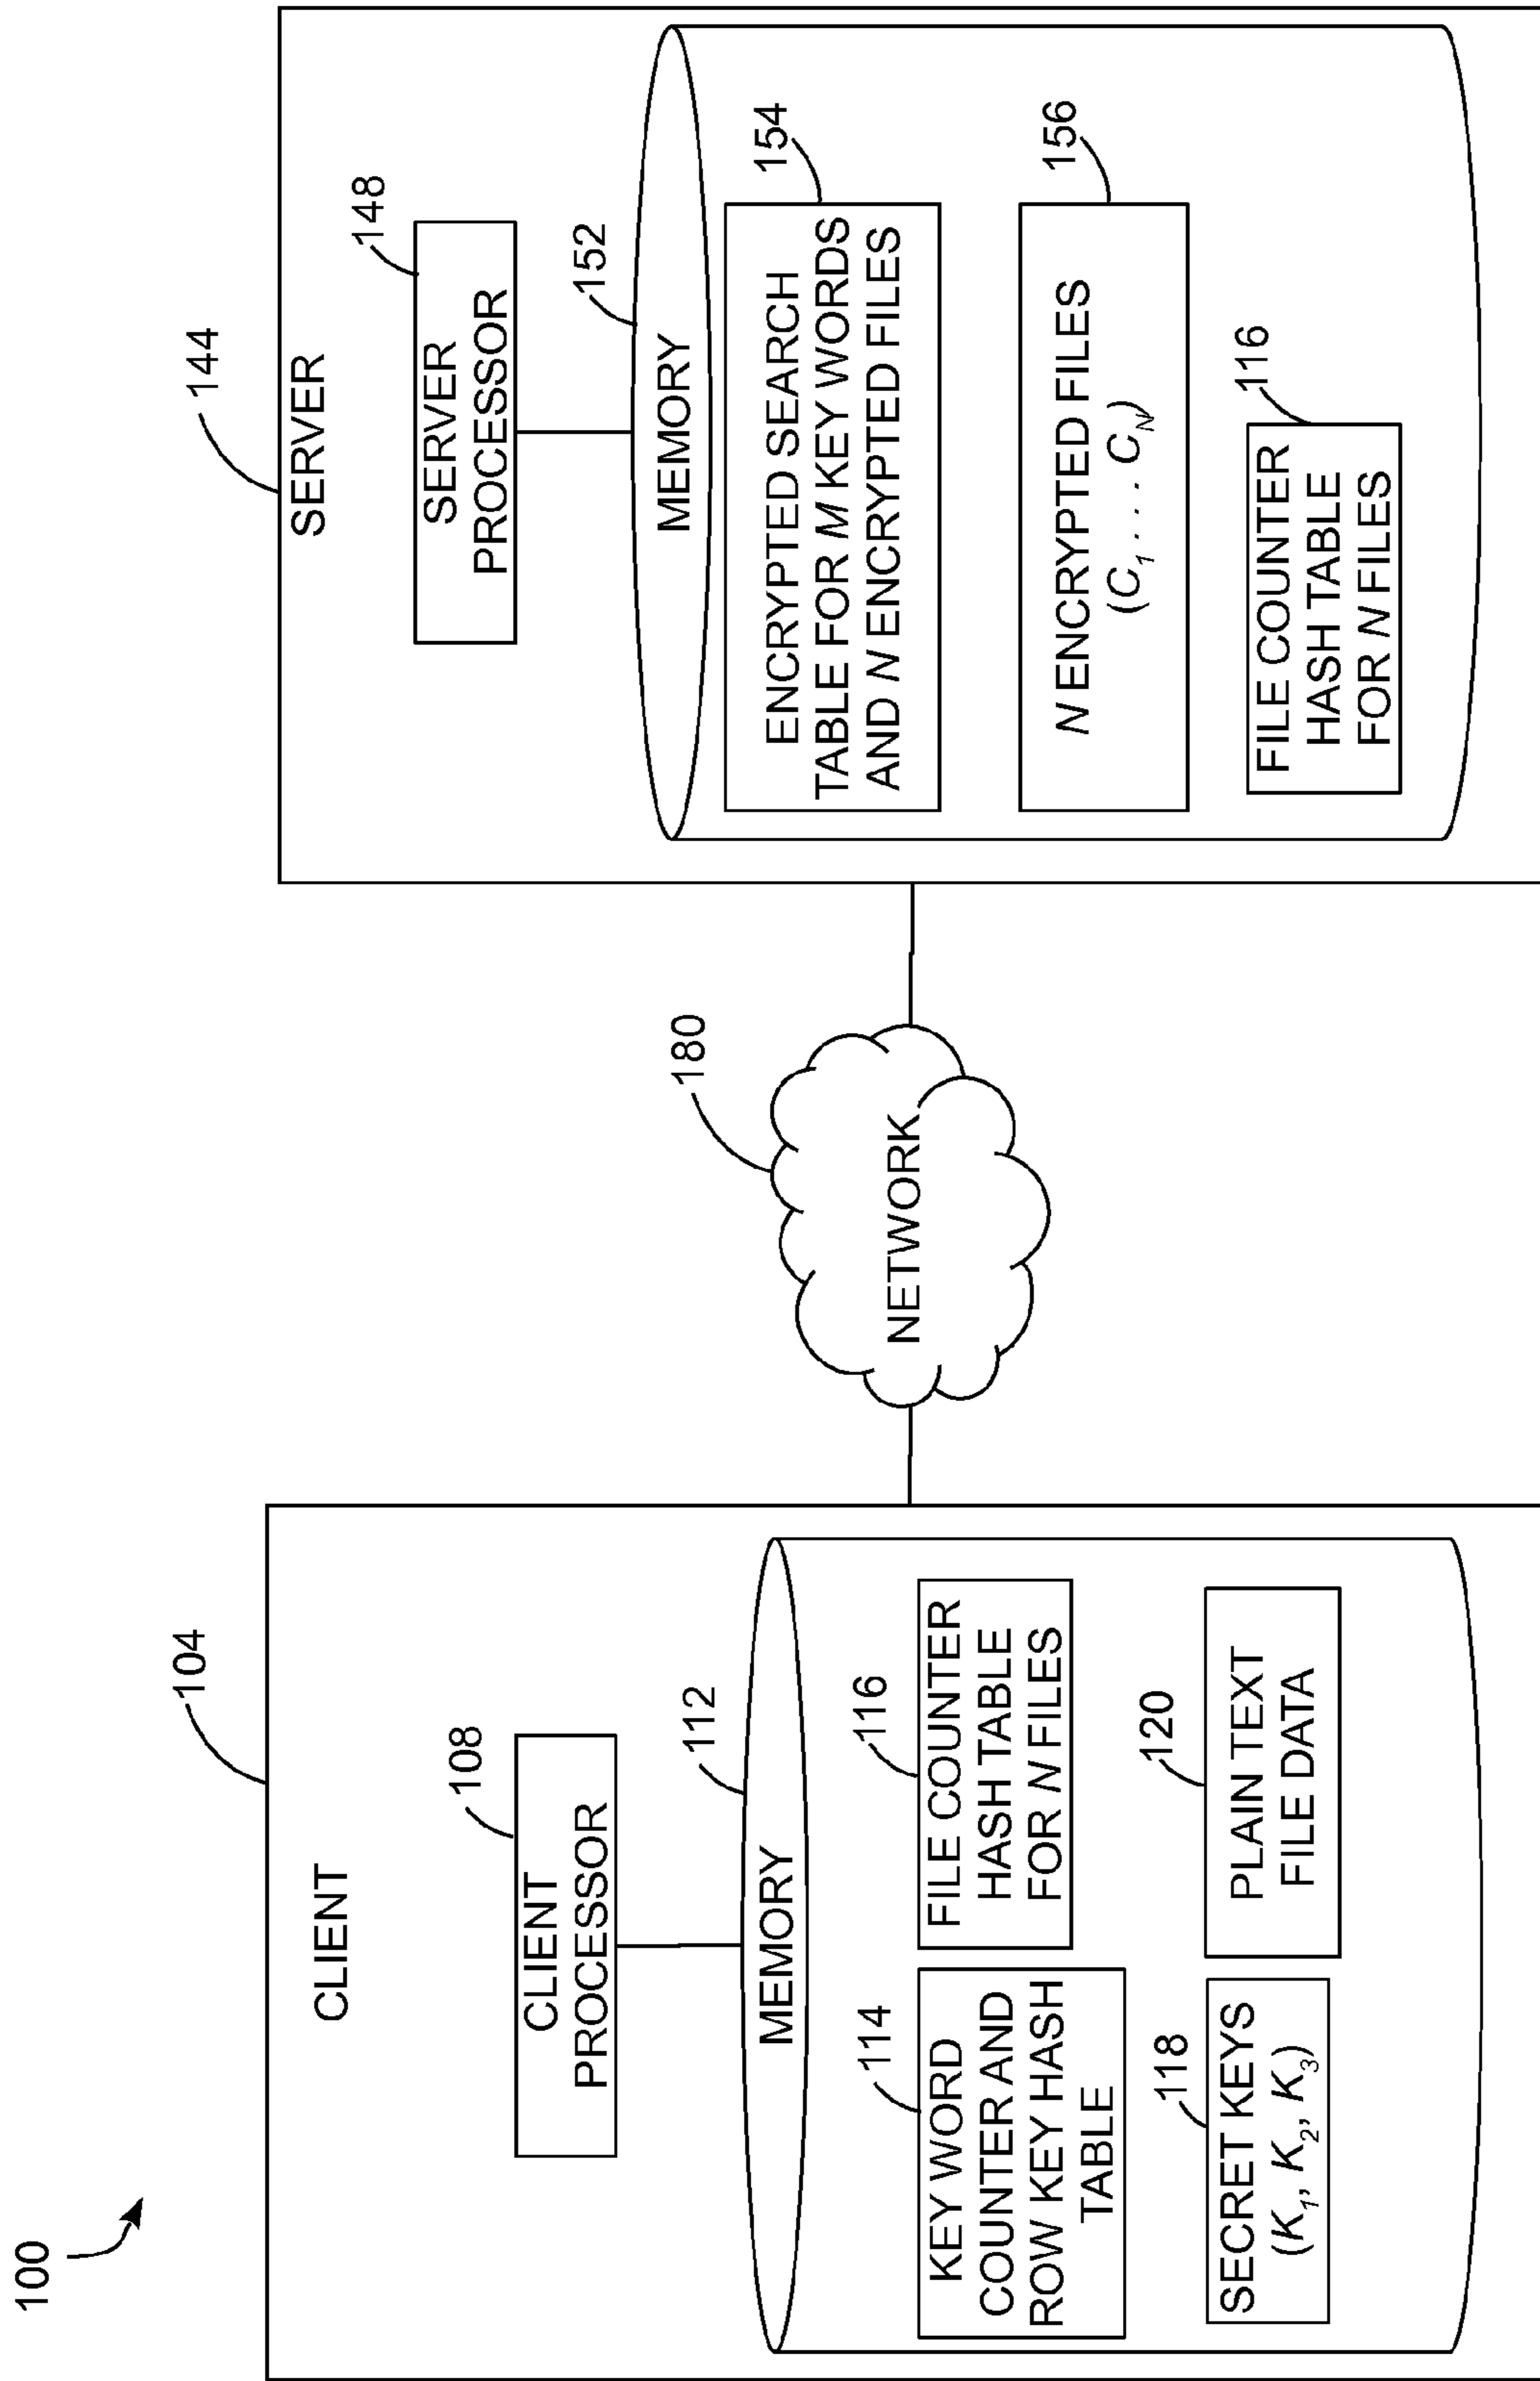 100
104
CLIENT
108
CLIENT
PROCESSOR
112
MEMORY
114
KEY WORD
COUNTER AND
ROW KEY HASH
TABLE
116
FILE COUNTER
HASH TABLE
FOR N FILES
118
SECRET KEYS
(K₁, K₂, K₃)
120
PLAIN TEXT
FILE DATA
180
NETWORK
144
SERVER
148
SERVER
PROCESSOR
152
MEMORY
154
ENCRYPTED SEARCH
TABLE FOR M KEY WORDS
AND N ENCRYPTED FILES
156
N ENCRYPTED FILES
(C₁ . . . . C_N)
116
FILE COUNTER
HASH TABLE
FOR N FILES